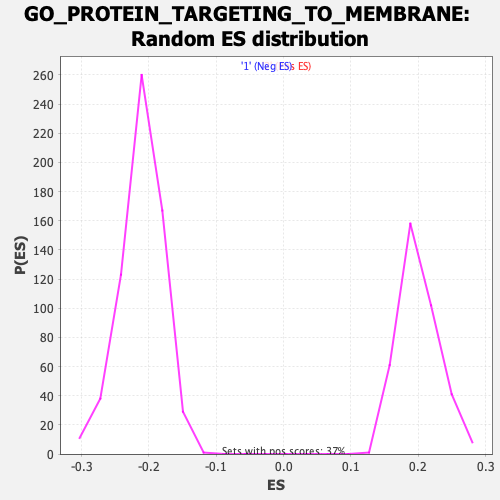 GO_PROTEIN_TARGETING_TO_MEMBRANE:
Random ES distribution
'1' (Neg ES)s ES)
260
240
220
200
180
160
140
120
100
80
60
40
20
0
P(ES)
Sets with pos scores: 37%
-0.3 -0.2 -0.1 0.0 0.1 0.2 0.3
ES